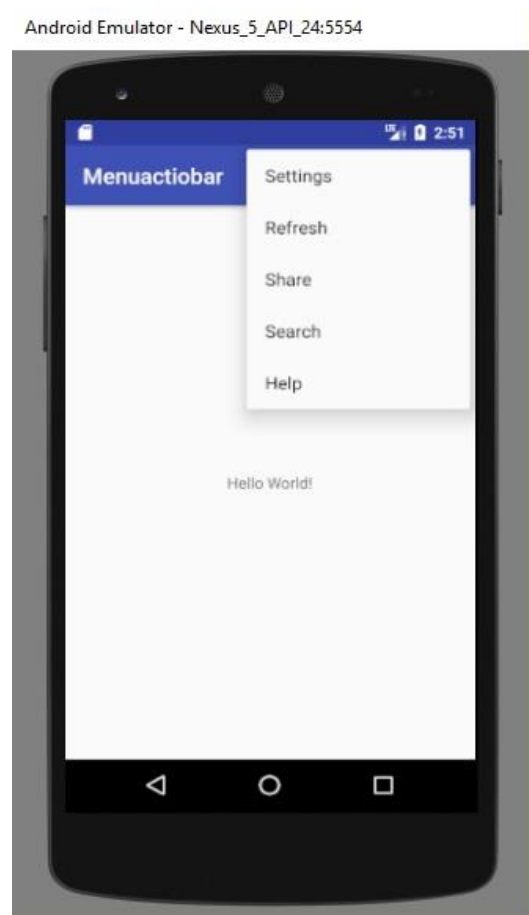 Android Emulator - Nexus_5_API_24:5554
2:51
Menuactiobar
Settings
Refresh
Share
Search
Help
Hello World!